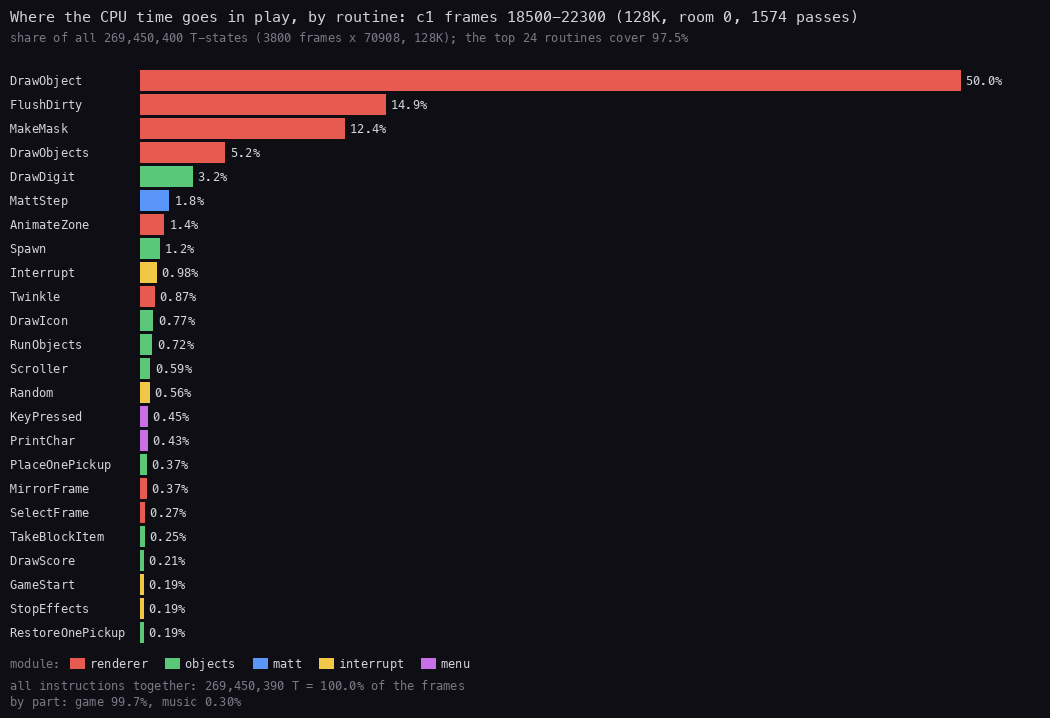 Where the CPU time goes in play, by routine: c1 frames 18500–22300 (128K, room 0, 1574 passes)
share of all 269,450,400 T–states (3800 frames x 70908, 128K); the top 24 routines cover 97.5%
DrawObject 50.0%
FlushDirty 14.9%
MakeMask 12.4%
DrawObjects 5.2%
DrawDigit 3.2%
MattStep 1.8%
AnimateZone 1.4%
Spawn 1.2%
Interrupt 0.98%
Twinkle 0.87%
DrawIcon 0.77%
RunObjects 0.72%
Scroller 0.59%
Random 0.56%
KeyPressed 0.45%
PrintChar 0.43%
PlaceOnePickup 0.37%
MirrorFrame 0.37%
SelectFrame 0.27%
TakeBlockItem 0.25%
DrawScore 0.21%
GameStart 0.19%
StopEffects 0.19%
RestoreOnePickup 0.19%
module: renderer objects matt interrupt menu
all instructions together: 269,450,390 T = 100.0% of the frames
by part: game 99.7%, music 0.30%